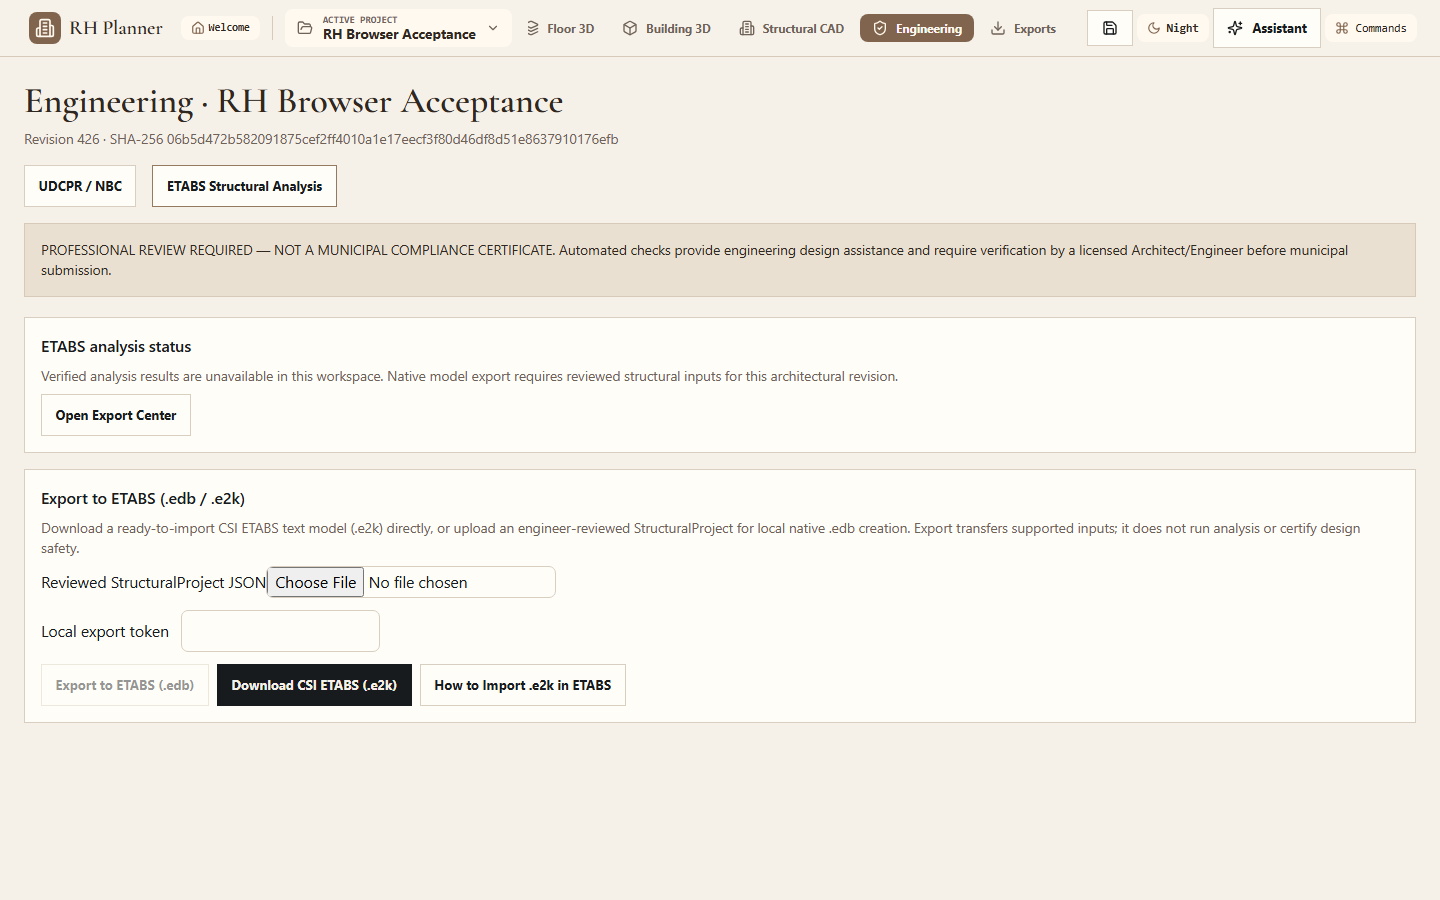 RH Planner
Welcome
ACTIVE PROJECT
RH Browser Acceptance
Floor 3D
Building 3D
Structural CAD
Engineering
Exports
Night
Assistant
Commands
Engineering · RH Browser Acceptance
Revision 426 · SHA-256 06b5d472b582091875cef2ff4010a1e17eecf3f80d46df8d51e8637910176efb
UDCPR / NBC
ETABS Structural Analysis
PROFESSIONAL REVIEW REQUIRED — NOT A MUNICIPAL COMPLIANCE CERTIFICATE. Automated checks provide engineering design assistance and require verification by a licensed Architect/Engineer before municipal
submission.
ETABS analysis status
Verified analysis results are unavailable in this workspace. Native model export requires reviewed structural inputs for this architectural revision.
Open Export Center
Export to ETABS (.edb / .e2k)
Download a ready-to-import CSI ETABS text model (.e2k) directly, or upload an engineer-reviewed StructuralProject for local native .edb creation. Export transfers supported inputs; it does not run analysis or certify design
safety.
Reviewed StructuralProject JSON Choose File No file chosen
Local export token
Export to ETABS (.edb)
Download CSI ETABS (.e2k)
How to Import .e2k in ETABS